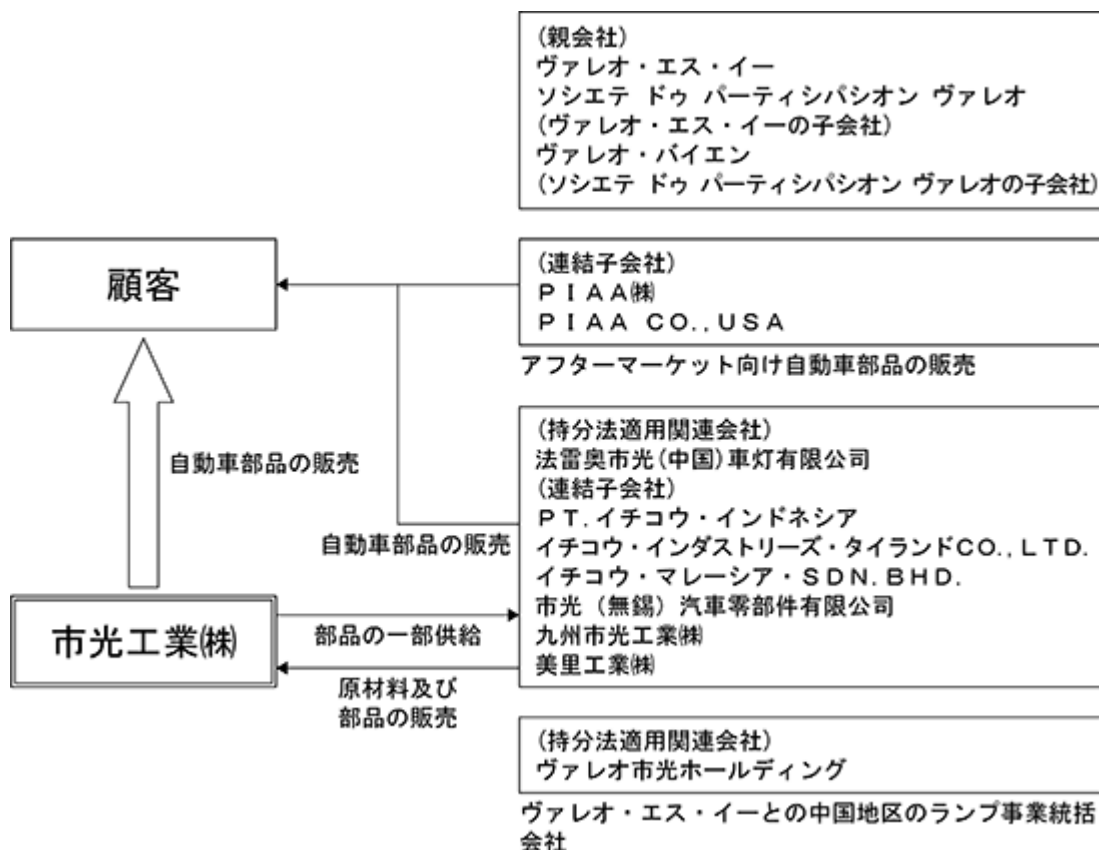 (親会社)
ヴァレオ・エス・イー
ソシエテ ドゥ パーティシパシオン ヴァレオ
(ヴァレオ・エス・イーの子会社)
ヴァレオ・バイエン
(ソシエテ ドゥ パーティシパシオン ヴァレオの子会社)
顧客
(連結子会社)
ＰＩＡＡ㈱
ＰＩＡＡ ＣＯ.,ＵＳＡ
アフターマーケット向け自動車部品の販売
自動車部品の販売
(持分法適用関連会社)
法雷奥市光(中国)車灯有限公司
(連結子会社)
ＰＴ.イチコウ・インドネシア
イチコウ・インダストリーズ・タイランドＣＯ.,ＬＴＤ.
イチコウ・マレーシア・ＳＤＮ.ＢＨＤ.
市光（無錫）汽車零部件有限公司
九州市光工業㈱
美里工業㈱
自動車部品の販売
市光工業㈱
部品の一部供給
原材料及び
部品の販売
(持分法適用関連会社)
ヴァレオ市光ホールディング
ヴァレオ・エス・イーとの中国地区のランプ事業統括
会社